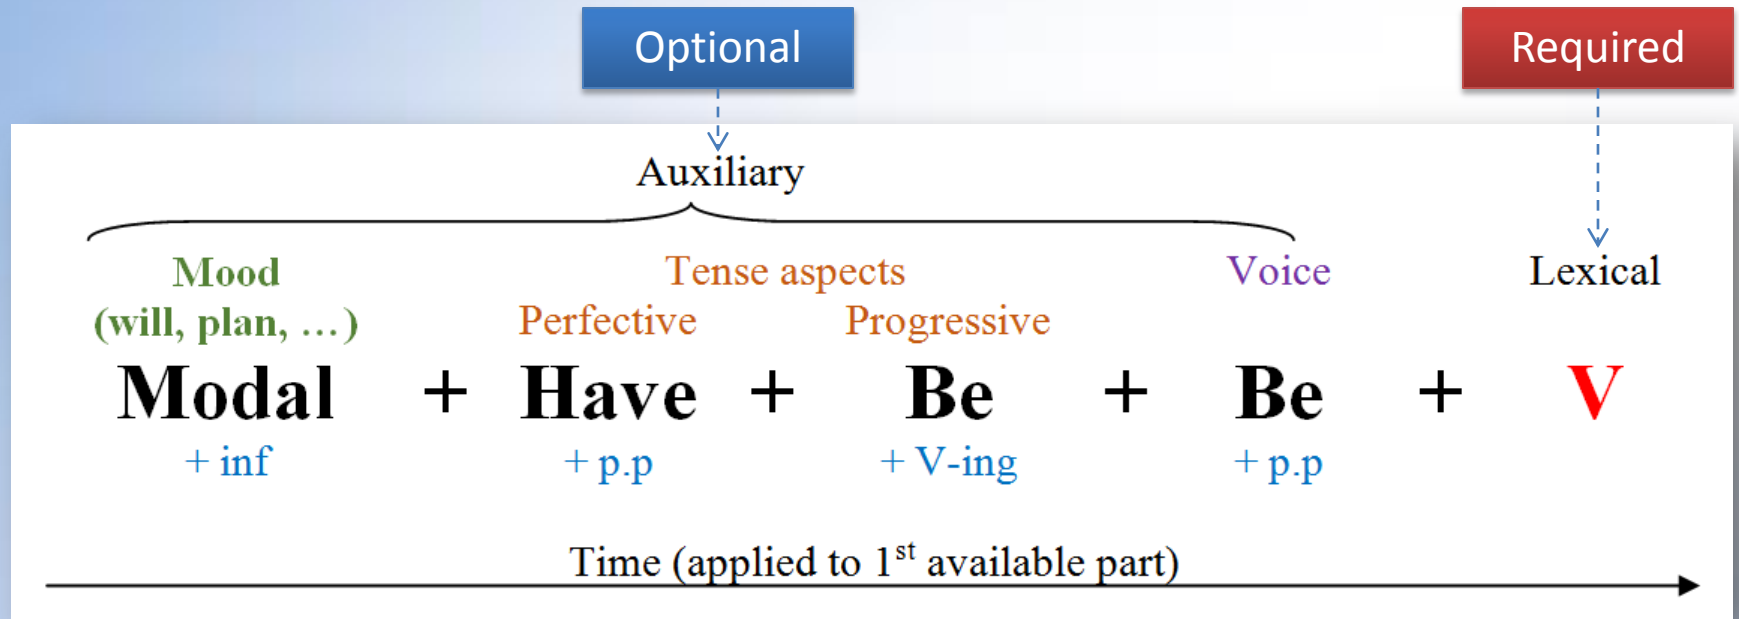 Optional
Required
Auxiliary
Mood
Tense aspects
Voice
Lexical
(will, plan, …)
Perfective
Progressive
Modal + Have + Be + Be + V
+ inf
+ p.p
+ V-ing
+ p.p
Time (applied to 1st available part)